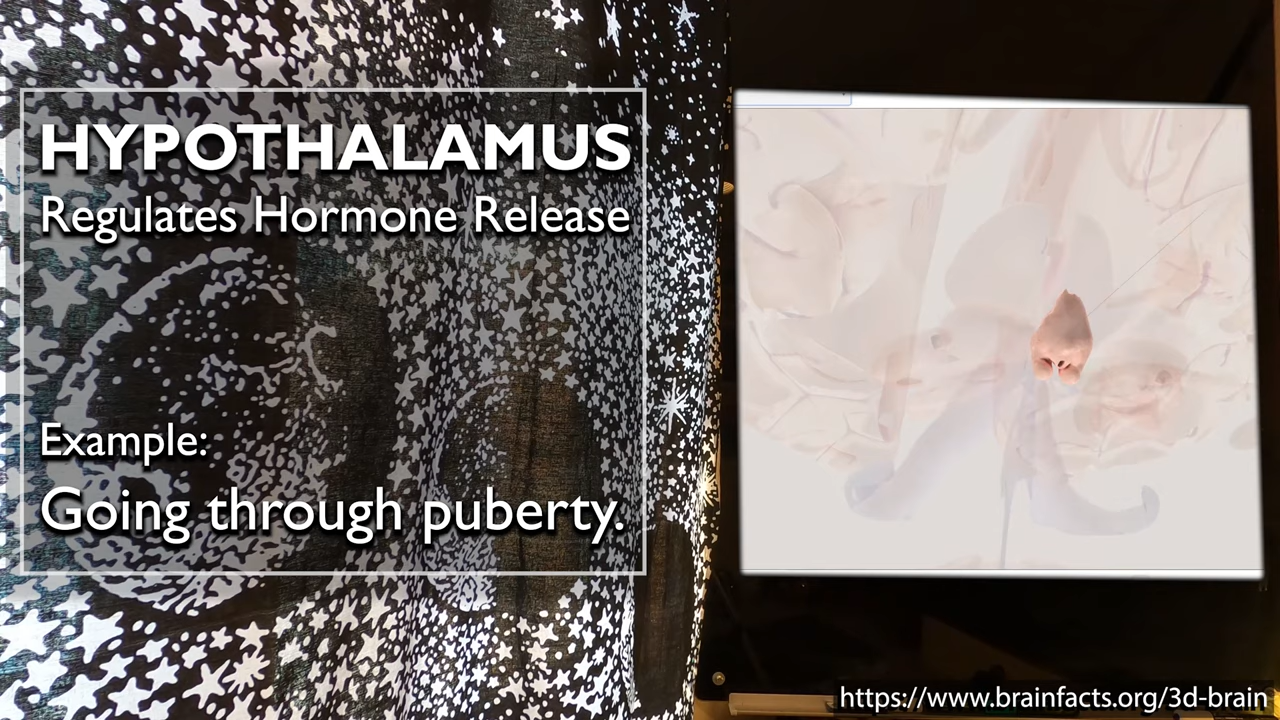 HYPOTHALAMUS
Regulates Hormone Release
Example:
Going through puberty.
https://www.brainfacts.org/3d-brain